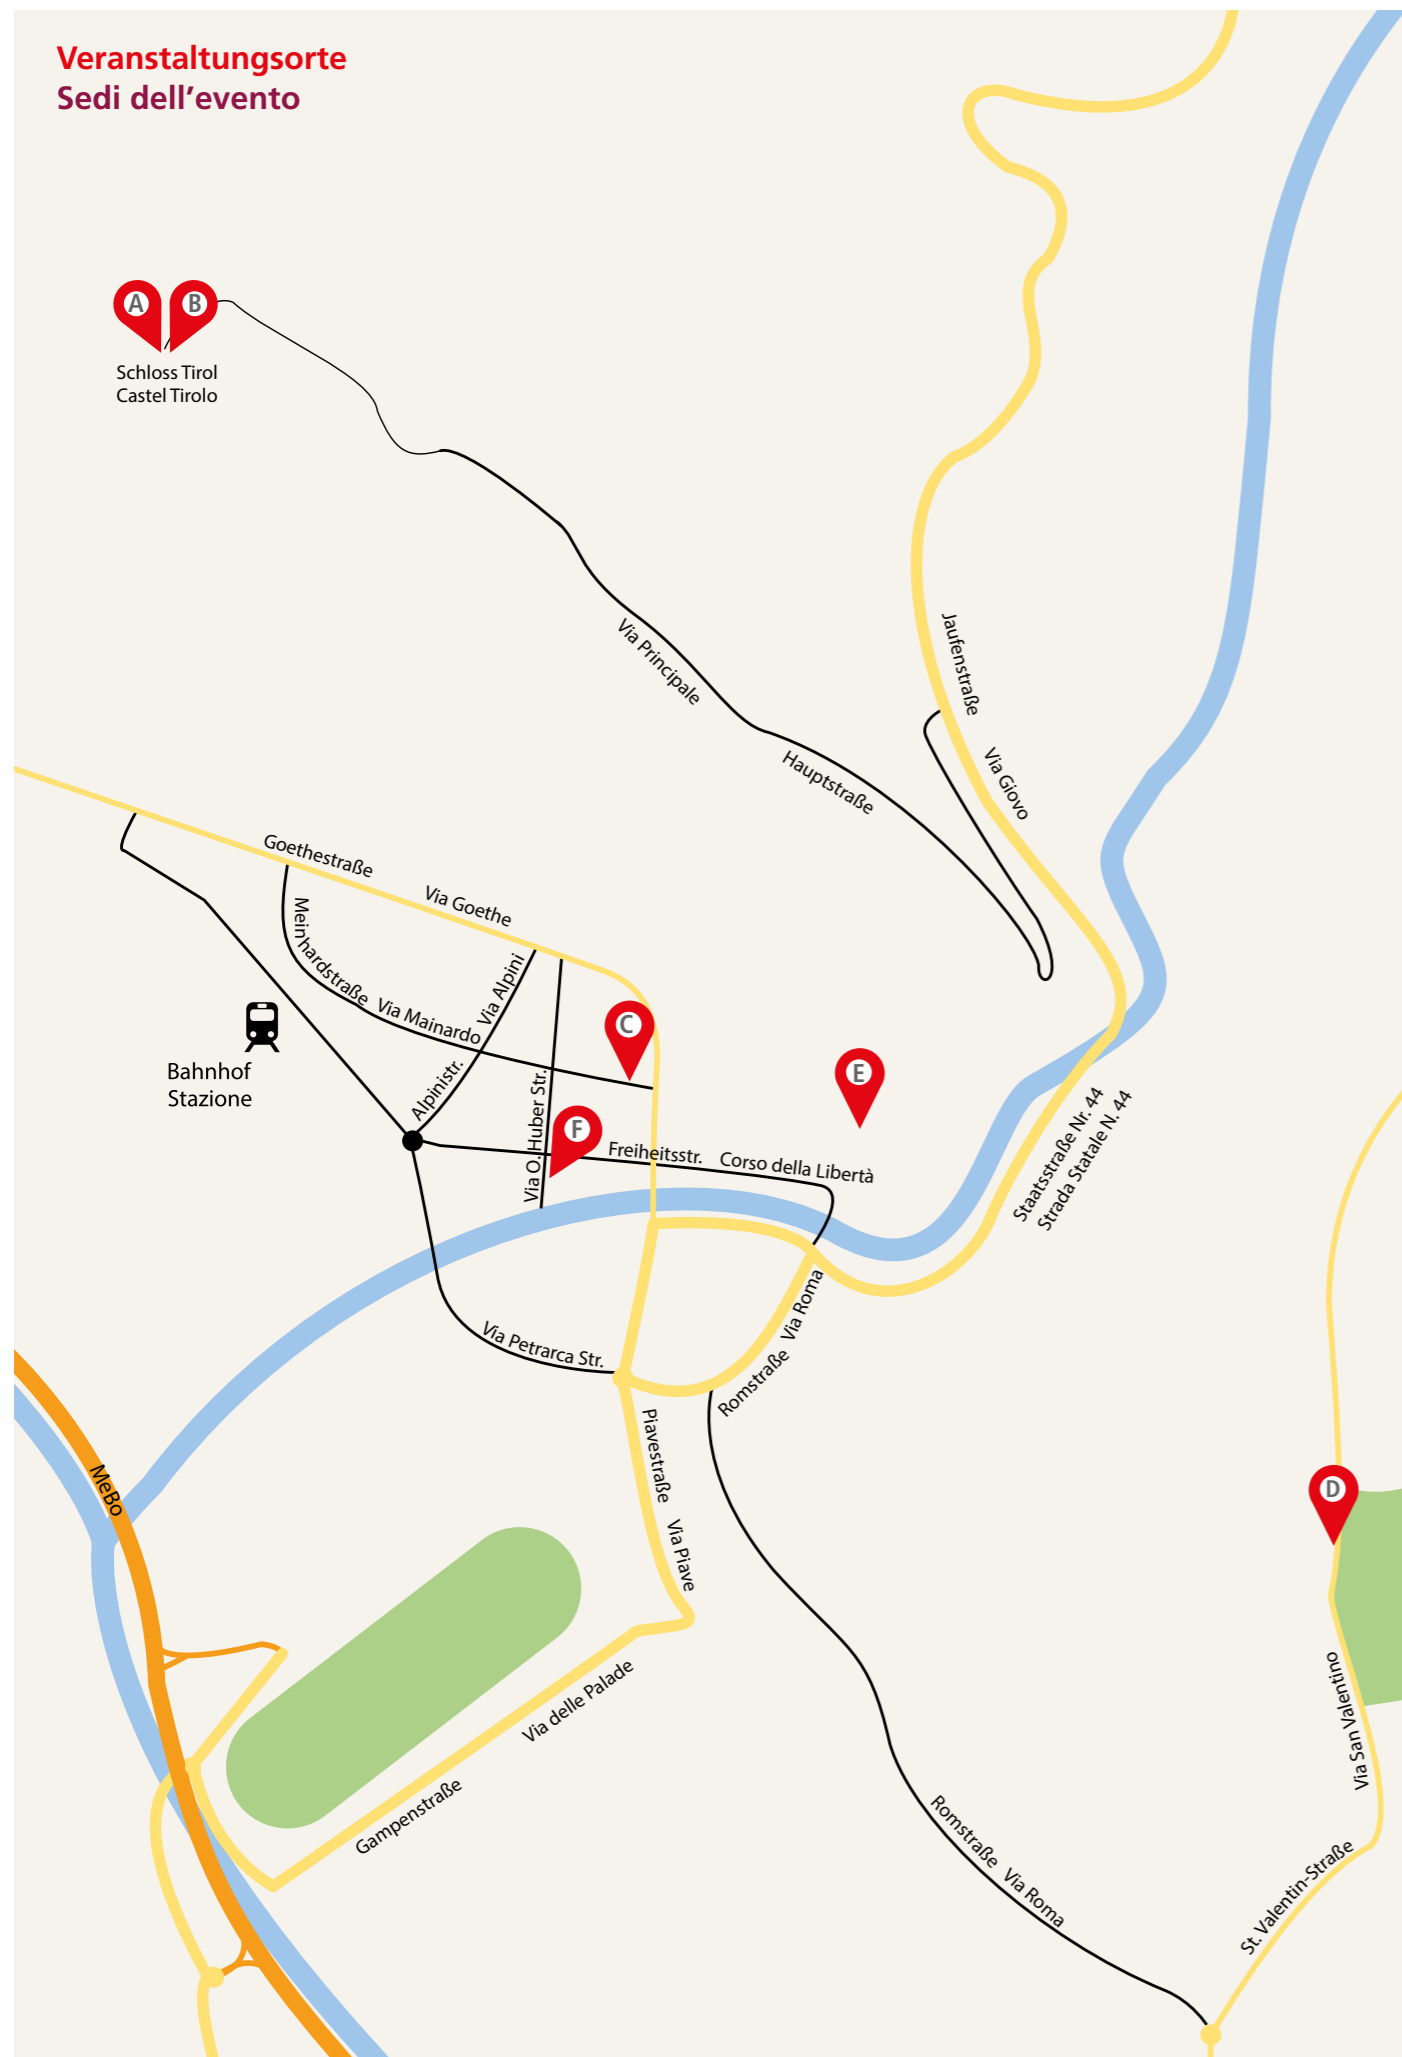 Veranstaltungsorte
Sedi dell’evento
A
B
Schloss Tirol
Castel Tirolo
Via Principale
Hauptstraße
Jaufenstraße
Via Giovo
Goethestraße
Via Goethe
Meinhardstraße
Via Mainardo
Via Alpini
Alpinistr.
Bahnhof
Stazione
C
E
F
Via O. Huber Str.
Freiheitsstr.
Corso della Libertà
Staatsstraße Nr. 44
Strada Statale N. 44
Via Petrarca Str.
Romstraße
Via Roma
Piavestraße
Via Piave
MeBo
D
Via San Valentino
St. Valentin-Straße
Via delle Palade
Gampenstraße
Romstraße
Via Roma